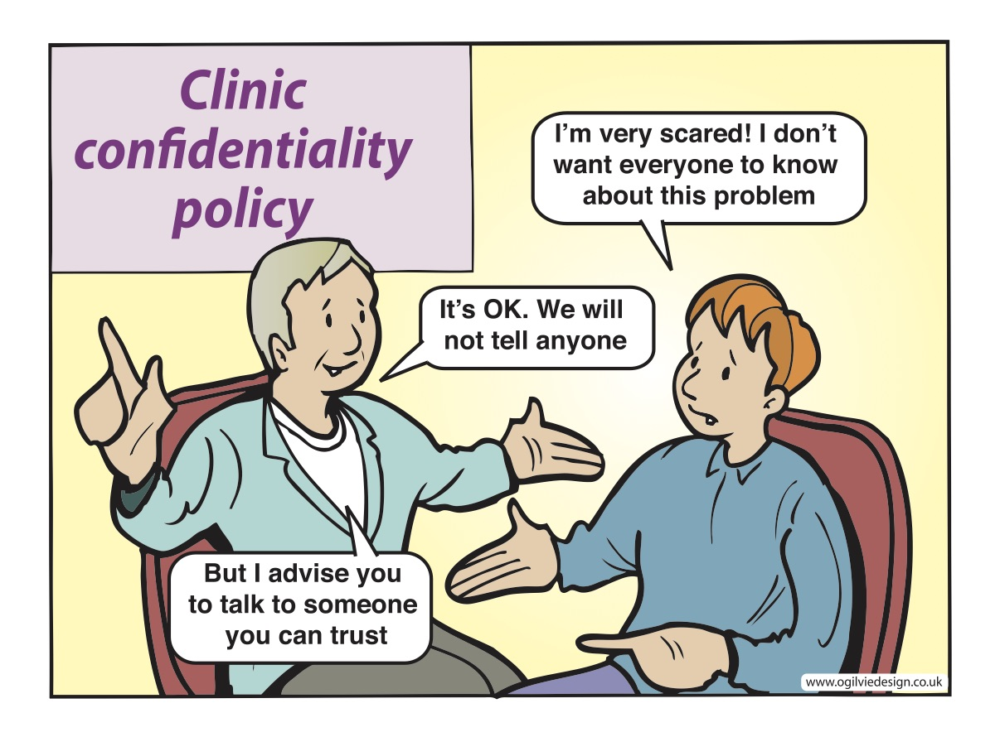 Clinic
confidentiality
policy
I'm very scared! I don't
want everyone to know
about this problem
It's OK. We will
not tell anyone
But I advise you
to talk to someone
you can trust
www.ogilviedesign.co.uk